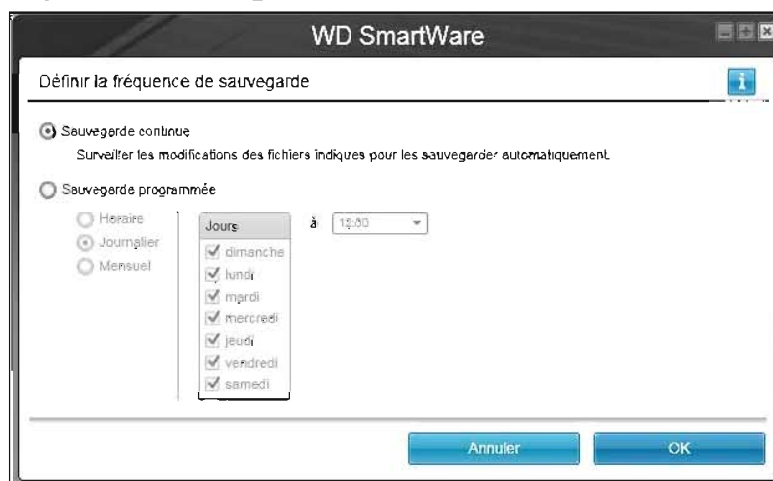 WD SmartWare
Définir la fréquence de sauvegarde
Sauvegarde continue
Surveiller les modifications des fichiers indiques pour les sauvegarder automatiquement.
Sauvegarde programmée
Horaire
Journalier
Mensuel
Jours
dimanche
lundi
mardi
mercredi
jeudi
vendredi
samedi
à 12:00
Annuler OK